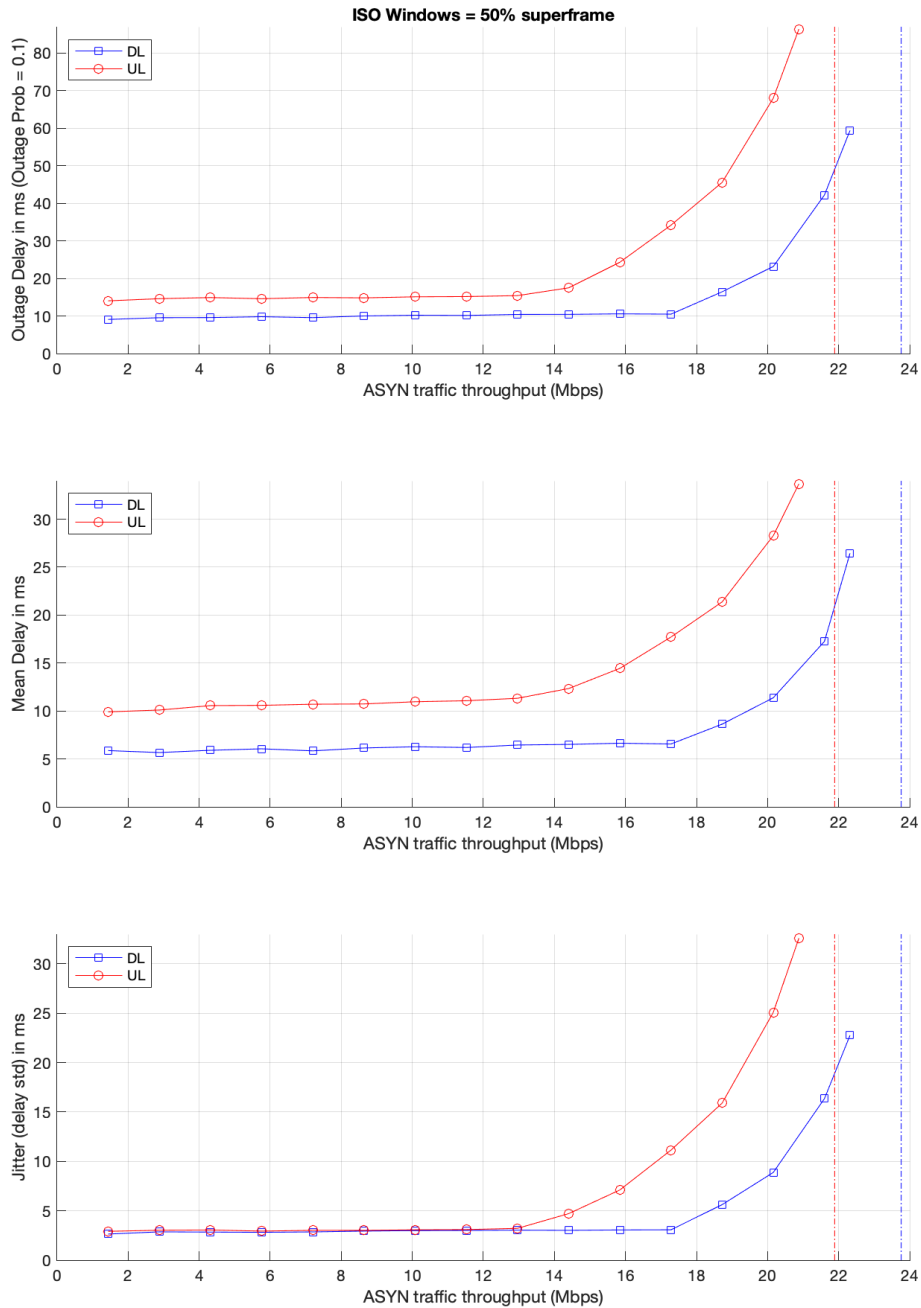 ISO Windows = 50% superframe
Outage Delay in ms (Outage Prob = 0.1)
DL
UL
80
70
60
50
40
30
20
10
0
0 2 4 6 8 10 12 14 16 18 20 22 24
ASYN traffic throughput (Mbps)
Mean Delay in ms
DL
UL
30
25
20
15
10
5
0
0 2 4 6 8 10 12 14 16 18 20 22 24
ASYN traffic throughput (Mbps)
Jitter (delay std) in ms
DL
UL
30
25
20
15
10
5
0
0 2 4 6 8 10 12 14 16 18 20 22 24
ASYN traffic throughput (Mbps)